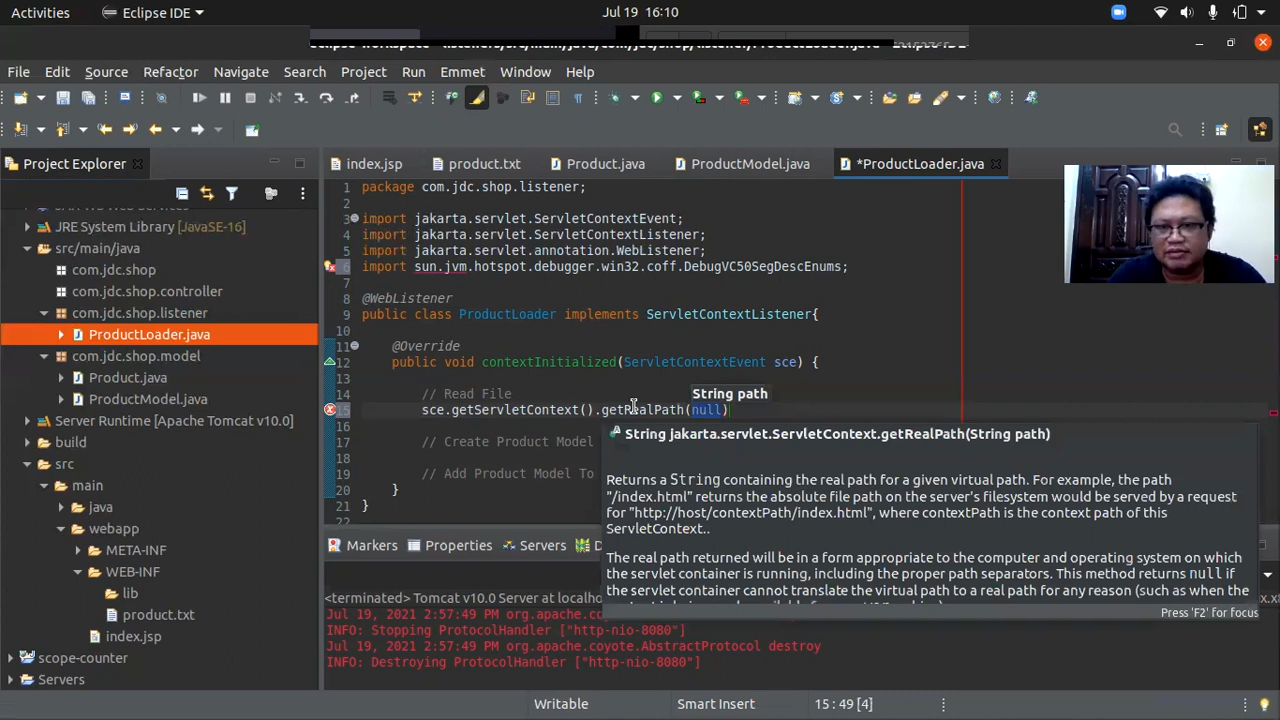 Activities
Eclipse IDE
Jul 19 16:10
File Edit Source Refactor Navigate Search Project Run Emmet Window Help
Project Explorer
index.jsp
product.txt
Product.java
ProductModel.java
*ProductLoader.java
JRE System Library [JavaSE-16]
src/main/java
com.jdc.shop
com.jdc.shop.controller
com.jdc.shop.listener
ProductLoader.java
com.jdc.shop.model
Product.java
ProductModel.java
Server Runtime [Apache Tomcat v10.0]
build
src
main
java
webapp
META-INF
WEB-INF
lib
product.txt
index.jsp
scope-counter
Servers
1 package com.jdc.shop.listener;
2
3 import jakarta.servlet.ServletContextEvent;
4 import jakarta.servlet.ServletContextListener;
5 import jakarta.servlet.annotation.WebListener;
6 import sun.jvm.hotspot.debugger.win32.coff.DebugVC50SegDescEnums;
7
8 @WebListener
9 public class ProductLoader implements ServletContextListener{
10
11 @Override
12 public void contextInitialized(ServletContextEvent sce) {
13
14 // Read File
String path
15 sce.getServletContext().getRealPath(null)
16
17 // Create Product Model
18
19 // Add Product Model To
20 }
21 }
22
String jakarta.servlet.ServletContext.getRealPath(String path)
Returns a String containing the real path for a given virtual path. For example, the path
"/index.html" returns the absolute file path on the server's filesystem would be served by a request
for "http://host/contextPath/index.html", where contextPath is the context path of this
ServletContext..
The real path returned will be in a form appropriate to the computer and operating system on which
the servlet container is running, including the proper path separators. This method returns null if
the servlet container cannot translate the virtual path to a real path for any reason (such as when the
Press 'F2' for focus
Markers
Properties
Servers
<terminated> Tomcat v10.0 Server at localho
Jul 19, 2021 2:57:49 PM org.apache.coyo
INFO: Stopping ProtocolHandler ["http-nio-8080"]
Jul 19, 2021 2:57:49 PM org.apache.coyote.AbstractProtocol destroy
INFO: Destroying ProtocolHandler ["http-nio-8080"]
Writable
Smart Insert
15 : 49 [4]